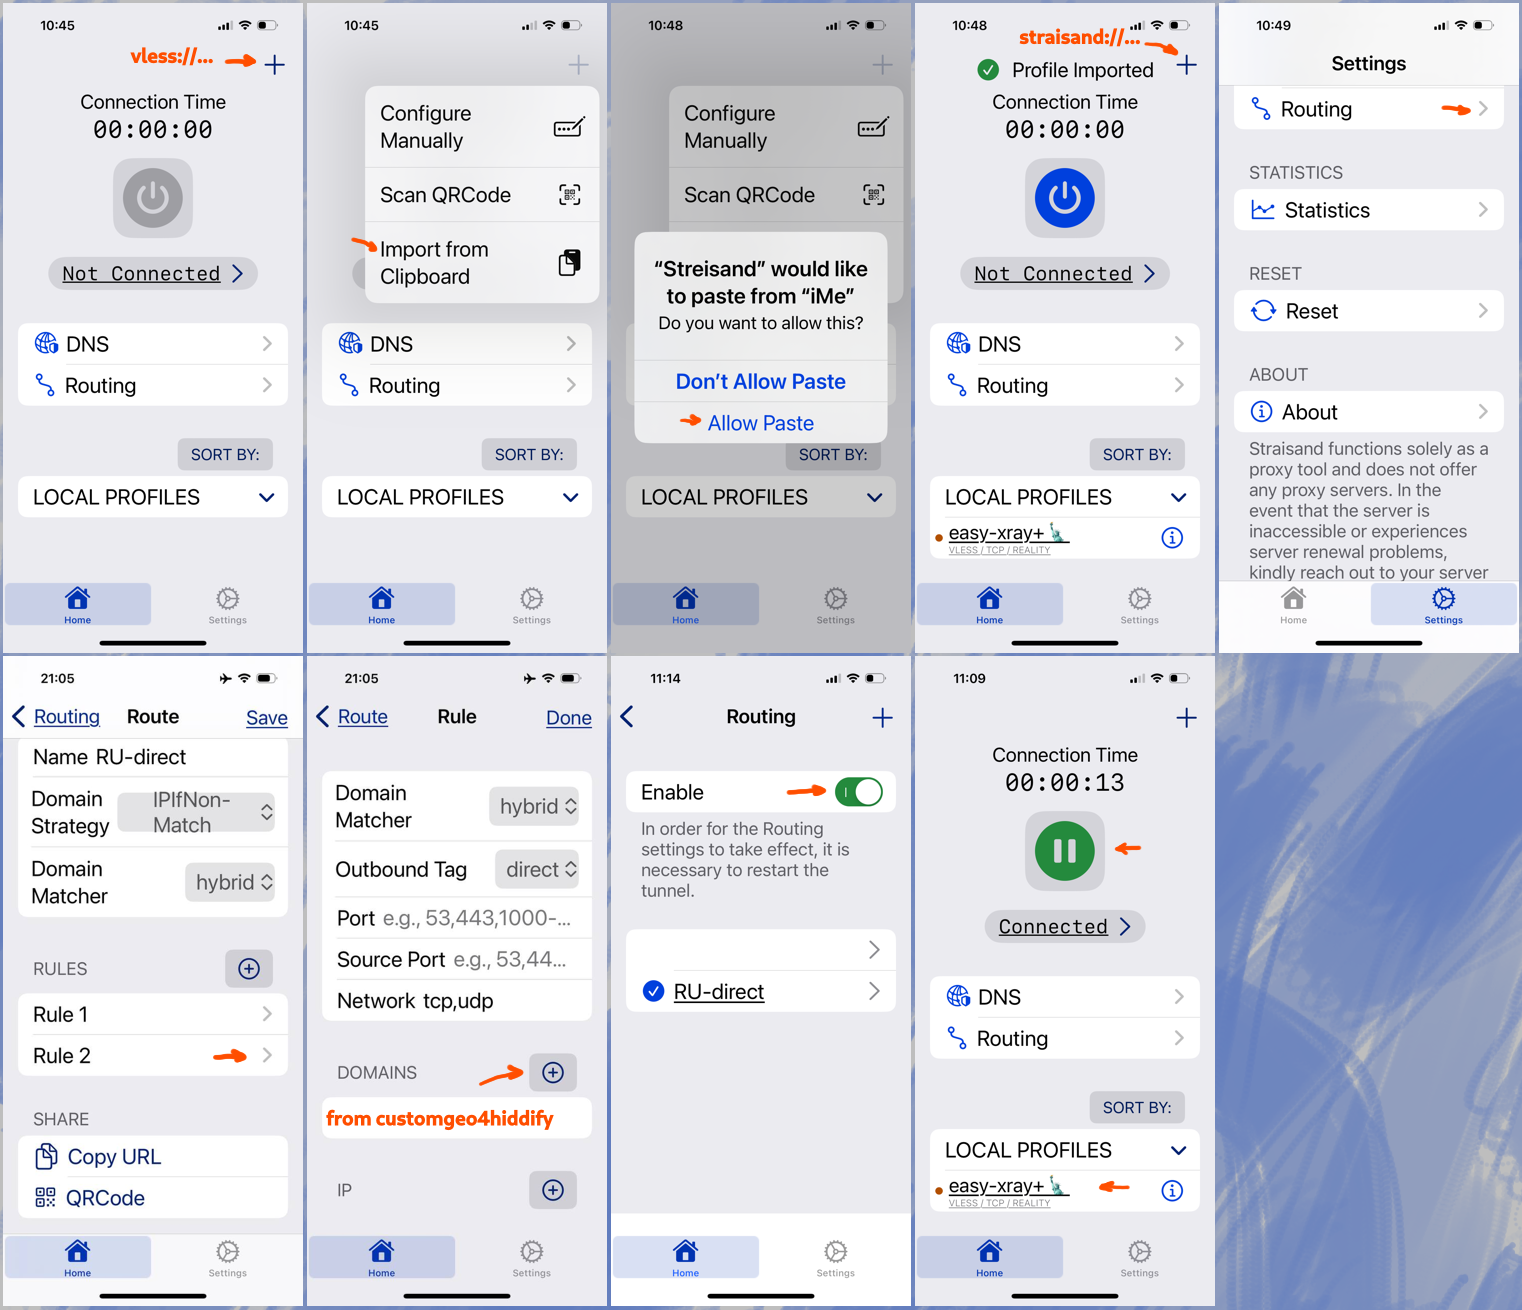 10:45
vless://...
Connection Time
00:00:00
Not Connected
DNS
Routing
SORT BY:
LOCAL PROFILES
Home
Settings
10:45
Configure
Manually
Scan QRCode
Import from
Clipboard
DNS
Routing
SORT BY:
LOCAL PROFILES
Home
Settings
10:48
Configure
Manually
Scan QRCode
“Streisand” would like
to paste from “iMe”
Do you want to allow this?
Don’t Allow Paste
Allow Paste
SORT BY:
LOCAL PROFILES
Home
Settings
10:48
straisand://...
Profile Imported
Connection Time
00:00:00
Not Connected
DNS
Routing
SORT BY:
LOCAL PROFILES
easy-xray+🗽
VLESS / TCP / REALITY
Home
Settings
10:49
Settings
Routing
STATISTICS
Statistics
RESET
Reset
ABOUT
About
Straisand functions solely as a
proxy tool and does not offer
any proxy servers. In the
event that the server is
inaccessible or experiences
server renewal problems,
kindly reach out to your server
Home
Settings
21:05
Routing Route Save
Name RU-direct
Domain
Strategy
IPIfNon-
Match
Domain
Matcher
hybrid
RULES
Rule 1
Rule 2
SHARE
Copy URL
QRCode
Home
Settings
21:05
Route Rule Done
Domain
Matcher
hybrid
Outbound Tag direct
Port e.g., 53,443,1000-...
Source Port e.g., 53,44...
Network tcp,udp
DOMAINS
from customgeo4hiddify
IP
Home
Settings
11:14
Routing
Enable
In order for the Routing
settings to take effect, it is
necessary to restart the
tunnel.
RU-direct
Home
Settings
11:09
Connection Time
00:00:13
Connected
DNS
Routing
SORT BY:
LOCAL PROFILES
easy-xray+🗽
VLESS / TCP / REALITY
Home
Settings